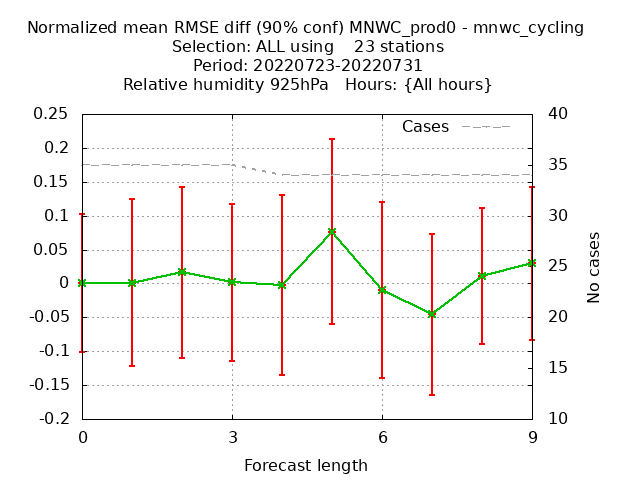 Normalized mean RMSE diff (90% conf) MNWC_prod0 - mnwc_cycling
Selection: ALL using    23 stations
Period: 20220723-20220731
Relative humidity 925hPa   Hours: {All hours}
0.25
0.2
0.15
0.1
0.05
0
-0.05
-0.1
-0.15
-0.2
40
35
30
25
20
15
10
Cases
No cases
0 3 6 9
Forecast length